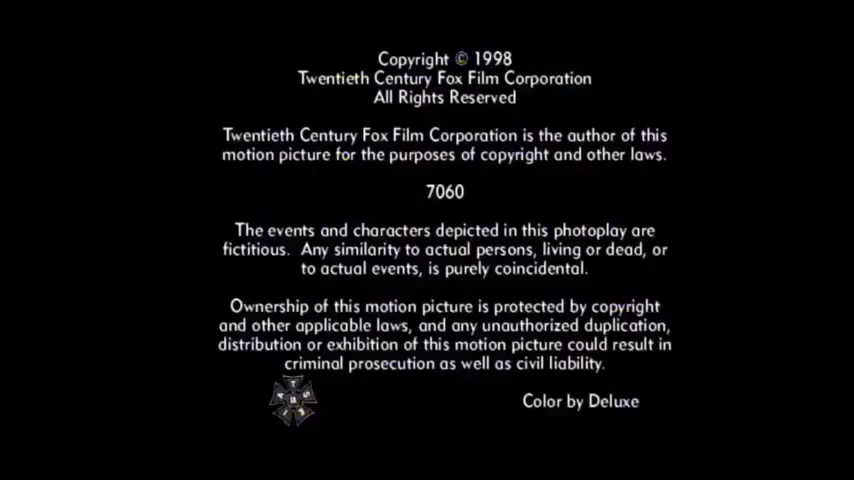 Copyright © 1998
Twentieth Century Fox Film Corporation
All Rights Reserved
Twentieth Century Fox Film Corporation is the author of this
motion picture for the purposes of copyright and other laws.
7060
The events and characters depicted in this photoplay are
fictitious. Any similarity to actual persons, living or dead, or
to actual events, is purely coincidental.
Ownership of this motion picture is protected by copyright
and other applicable laws, and any unauthorized duplication,
distribution or exhibition of this motion picture could result in
criminal prosecution as well as civil liability.
Color by Deluxe